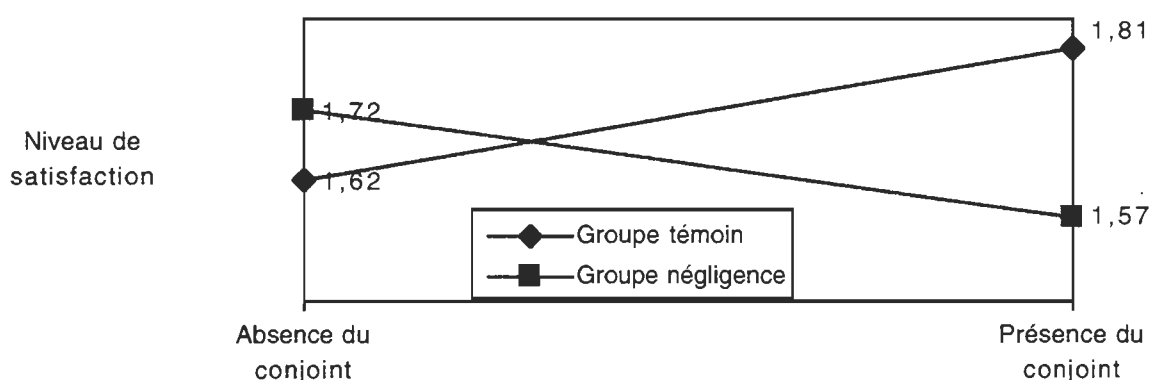 1,81
1,72
Niveau de
satisfaction
1,62
1,57
Groupe témoin
Groupe négligence
Absence du
conjoint
Présence du
conjoint